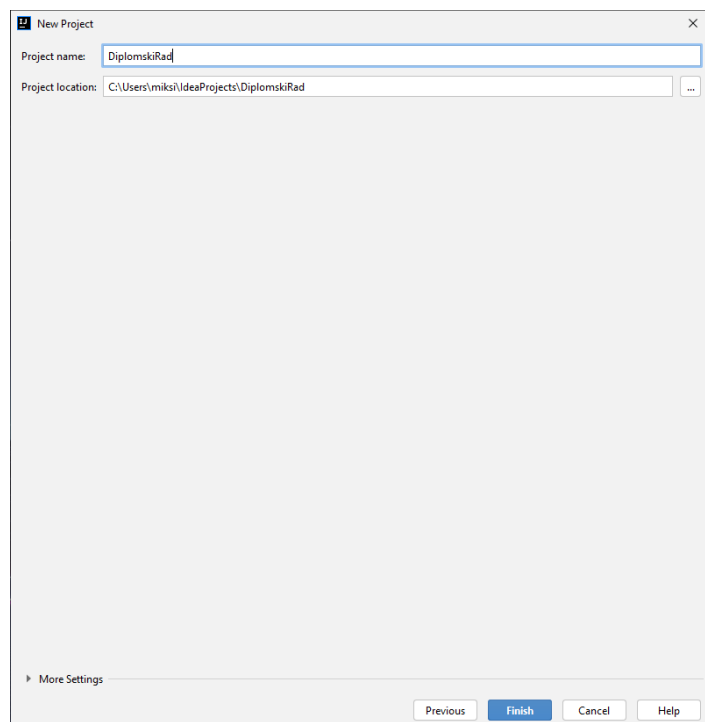 New Project
Project name: DiplomskiRad
Project location: C:\Users\miksi\IdeaProjects\DiplomskiRad ...
More Settings
Previous Finish Cancel Help